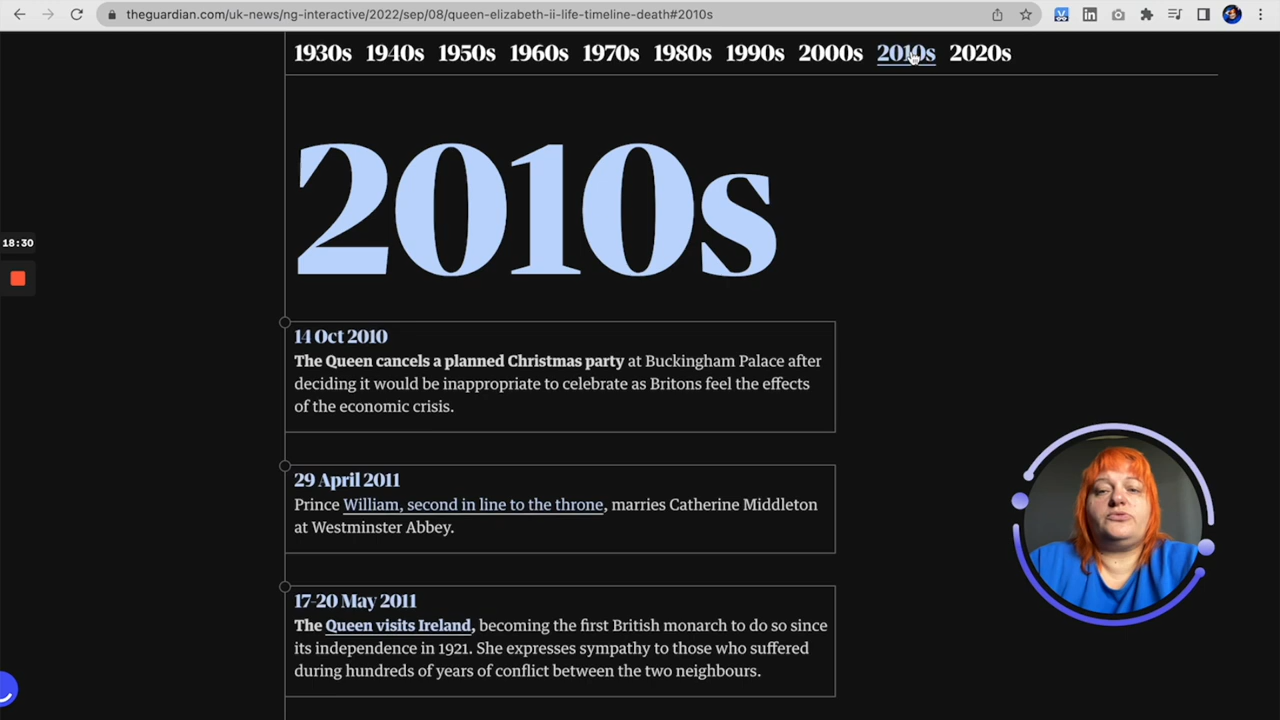 theguardian.com/uk-news/ng-interactive/2022/sep/08/queen-elizabeth-ii-life-timeline-death#2010s
1930s 1940s 1950s 1960s 1970s 1980s 1990s 2000s 2010s 2020s
2010s
18:30
14 Oct 2010
The Queen cancels a planned Christmas party at Buckingham Palace after
deciding it would be inappropriate to celebrate as Britons feel the effects
of the economic crisis.
29 April 2011
Prince William, second in line to the throne, marries Catherine Middleton
at Westminster Abbey.
17-20 May 2011
The Queen visits Ireland, becoming the first British monarch to do so since
its independence in 1921. She expresses sympathy to those who suffered
during hundreds of years of conflict between the two neighbours.